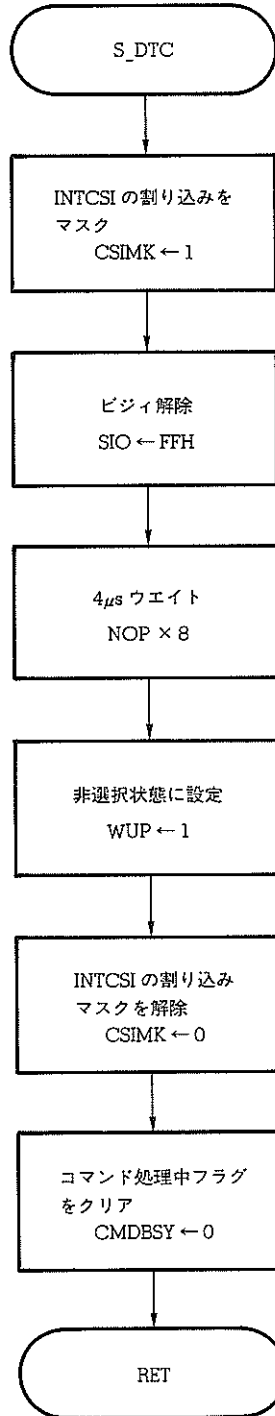 S_DTC
INTCSI の割り込みを
マスク
CSIMK ← 1
ビジィ解除
SIO ← FFH
4μs ウエイト
NOP × 8
非選択状態に設定
WUP ← 1
INTCSI の割り込み
マスクを解除
CSIMK ← 0
コマンド処理中フラグ
をクリア
CMDBSY ← 0
RET